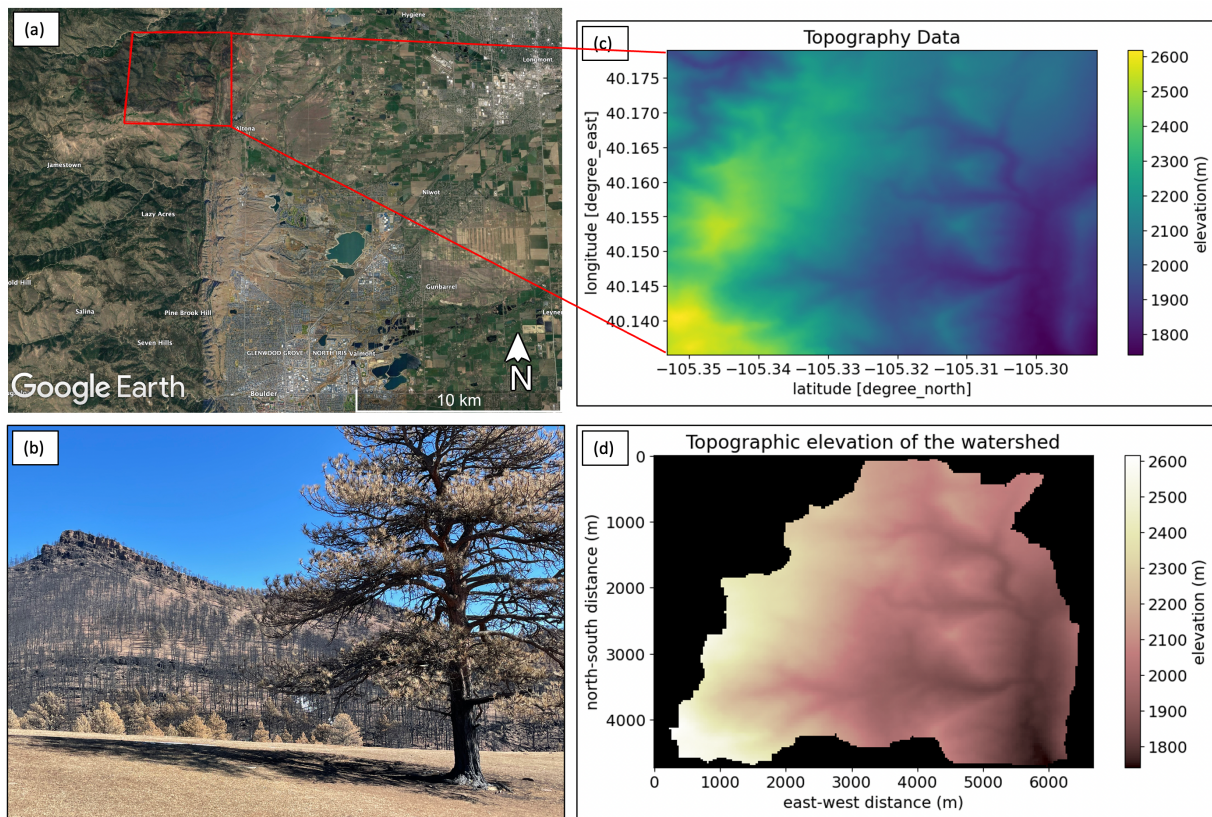 (a)
Hygiene
Longmont
Altona
Jamestown
Niwot
Lazy Acres
old Hill
Gunbarrel
Salina
Pine Brook Hill
Leyner
Seven Hills
GLENWOOD GROVE / NORTH IRIS
Valmont
Boulder
Google Earth
N
10 km
(c)
Topography Data
40.175
40.170
40.165
40.160
40.155
40.150
40.145
40.140
longitude [degree_east]
−105.35 −105.34 −105.33 −105.32 −105.31 −105.30
latitude [degree_north]
2600
2500
2400
2300
2200
2100
2000
1900
1800
elevation(m)
(b)
(d)
Topographic elevation of the watershed
0
1000
2000
3000
4000
north-south distance (m)
0 1000 2000 3000 4000 5000 6000
east-west distance (m)
2600
2500
2400
2300
2200
2100
2000
1900
1800
elevation (m)